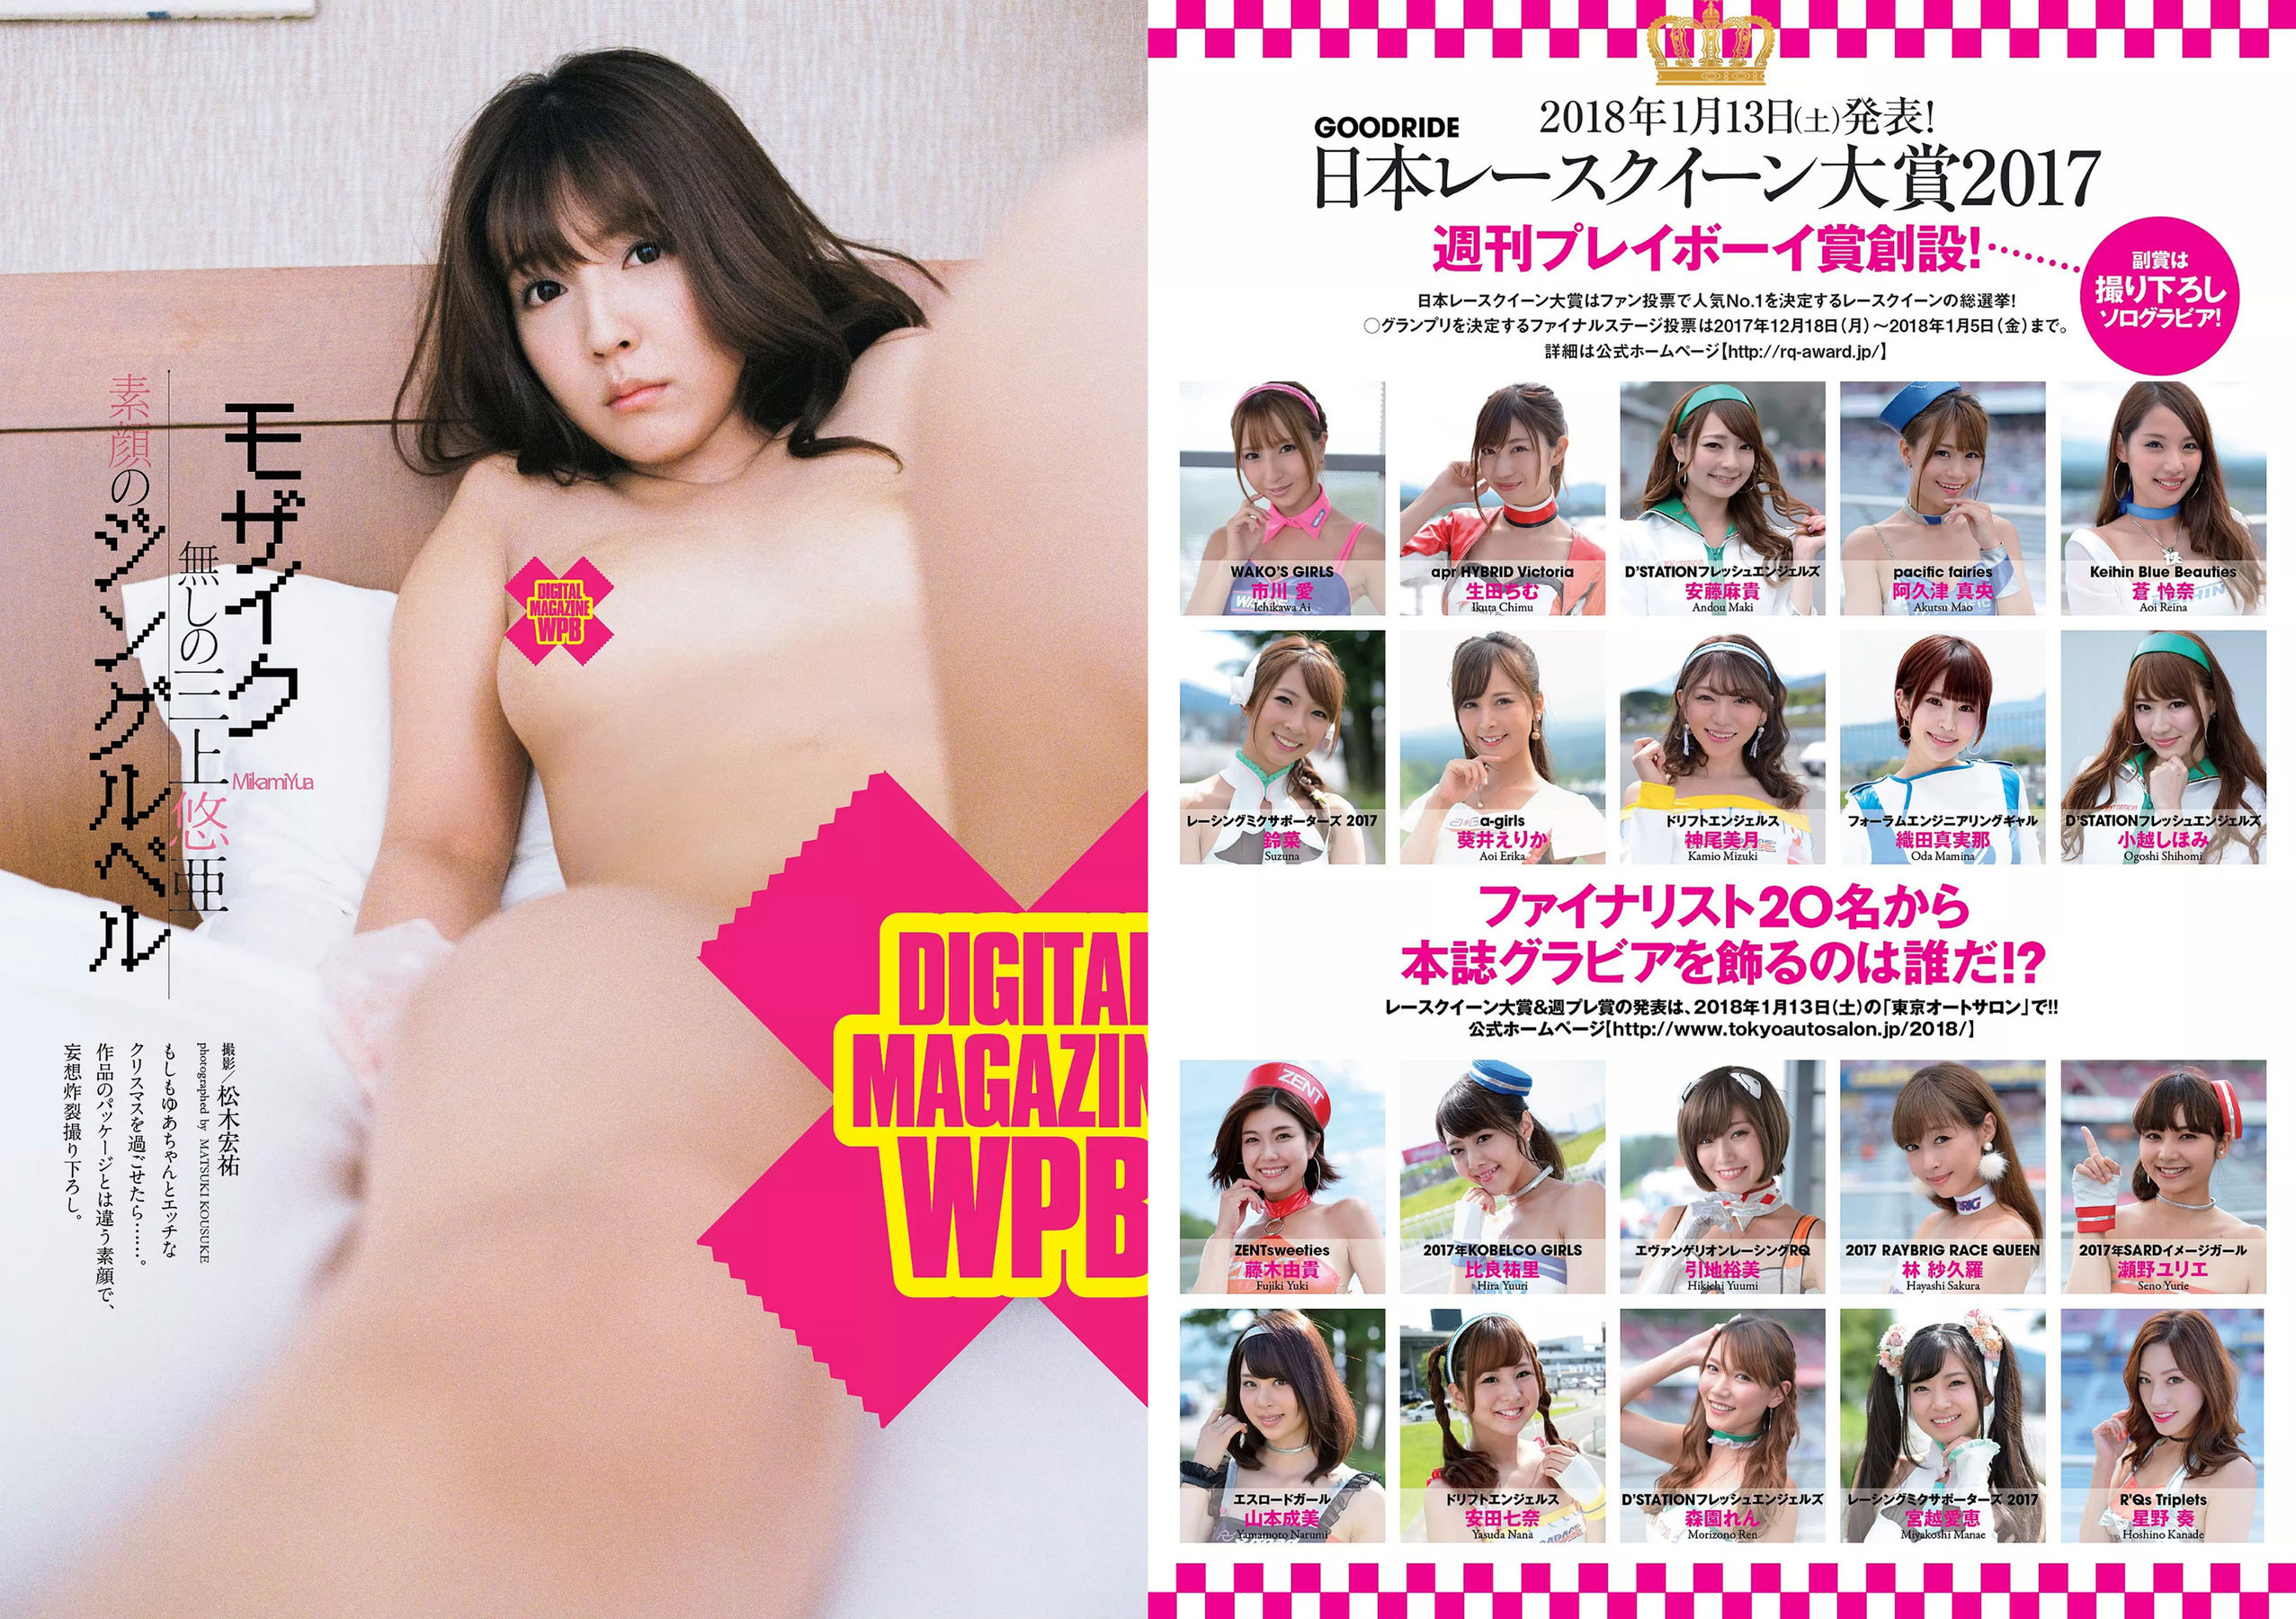 モザイク
無しの三上悠亜
MikamiYua
素顔の
ジングルベル
撮影／松木宏祐
photographed by MATSUKI KOUSUKE
もしもゆあちゃんとエッチな
クリスマスを過ごせたら……。
作品のパッケージとは違う素顔で、
妄想炸裂撮り下ろし。
DIGITAL
MAGAZINE
WPB
DIGITAL
MAGAZIN
WPB
2018年1月13日(土)発表!
GOODRIDE
日本レースクイーン大賞2017
週刊プレイボーイ賞創設!
副賞は
撮り下ろし
ソログラビア!
日本レースクイーン大賞はファン投票で人気No.1を決定するレースクイーンの総選挙!
○グランプリを決定するファイナルステージ投票は2017年12月18日(月)～2018年1月5日(金)まで。
詳細は公式ホームページ【http://rq-award.jp/】
WAKO'S GIRLS
市川 愛
Ichikawa Ai
apr HYBRID Victoria
生田ちむ
Ikuta Chimu
D'STATIONフレッシュエンジェルズ
安藤麻貴
Andou Maki
pacific fairies
阿久津 真央
Akutsu Mao
Keihin Blue Beauties
蒼 怜奈
Aoi Reina
レーシングミクサポーターズ 2017
鈴菜
Suzuna
a-girls
葵井えりか
Aoi Erika
ドリフトエンジェルス
神尾美月
Kamio Mizuki
フォーラムエンジニアリングギャル
織田真実那
Oda Mamina
D'STATIONフレッシュエンジェルズ
小越しほみ
Ogoshi Shihomi
ファイナリスト20名から
本誌グラビアを飾るのは誰だ!?
レースクイーン大賞&週プレ賞の発表は、2018年1月13日(土)の「東京オートサロン」で!!
公式ホームページ【http://www.tokyoautosalon.jp/2018/】
ZENT
ZENTsweeties
藤木由貴
Fujiki Yuki
2017年KOBELCO GIRLS
比良祐里
Hira Yuuri
エヴァンゲリオンレーシングRQ
引地裕美
Hikichi Yuumi
2017 RAYBRIG RACE QUEEN
林 紗久羅
Hayashi Sakura
2017年SARDイメージガール
瀬野ユリエ
Seno Yurie
エスロードガール
山本成美
Yamamoto Narumi
ドリフトエンジェルス
安田七奈
Yasuda Nana
D'STATIONフレッシュエンジェルズ
森園れん
Morizono Ren
レーシングミクサポーターズ 2017
宮越愛恵
Miyakoshi Manae
R'Qs Triplets
星野 奏
Hoshino Kanade